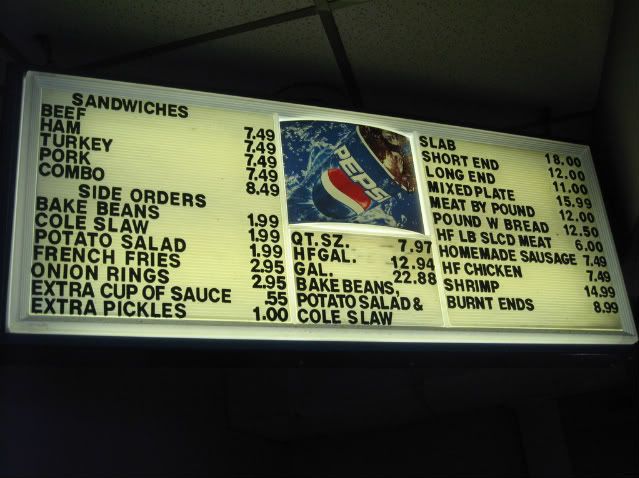 SANDWICHES
BEEF 7.49
HAM 7.49
TURKEY 7.49
PORK 7.49
COMBO 8.49
SIDE ORDERS
BAKE BEANS 1.99
COLE SLAW 1.99
POTATO SALAD 1.99
FRENCH FRIES 2.95
ONION RINGS 2.95
EXTRA CUP OF SAUCE .55
EXTRA PICKLES 1.00
PEPSI
QT. SZ. 7.97
HF GAL. 12.94
GAL. 22.88
BAKE BEANS,
POTATO SALAD &
COLE SLAW
SLAB 18.00
SHORT END 12.00
LONG END 11.00
MIXED PLATE 15.99
MEAT BY POUND 12.00
POUND W BREAD 12.50
HF LB SLCD MEAT 6.00
HOMEMADE SAUSAGE 7.49
HF CHICKEN 7.49
SHRIMP 14.99
BURNT ENDS 8.99